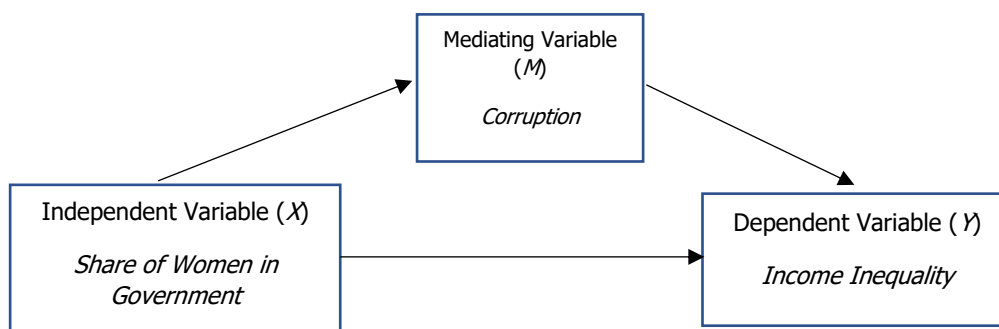 Mediating Variable
(M)
Corruption
Independent Variable (X)
Share of Women in
Government
Dependent Variable (Y)
Income Inequality